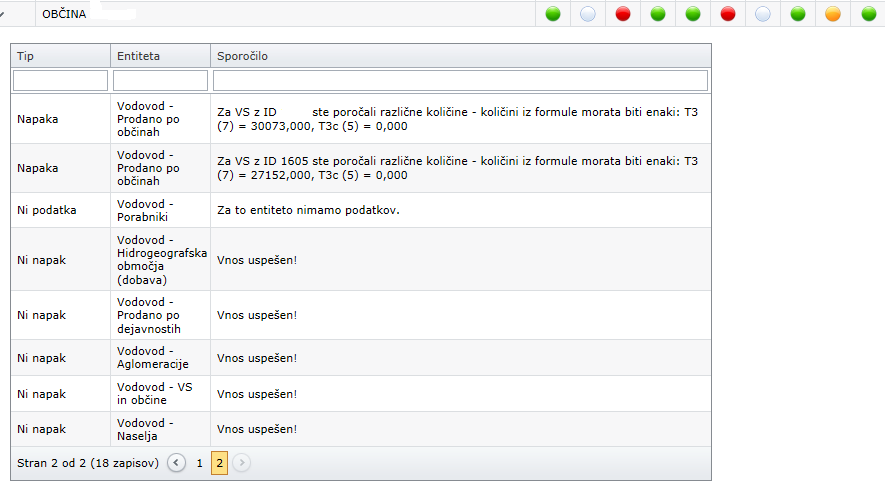 OBČINA
Tip Entiteta Sporočilo
Napaka
Vodovod -
Prodano po
občinah
Za VS z ID ste poročali različne količine - količini iz formule morata biti enaki: T3
(7) = 30073,000, T3c (5) = 0,000
Napaka
Vodovod -
Prodano po
občinah
Za VS z ID 1605 ste poročali različne količine - količini iz formule morata biti enaki: T3
(7) = 27152,000, T3c (5) = 0,000
Ni podatka
Vodovod -
Porabniki
Za to entiteto nimamo podatkov.
Ni napak
Vodovod -
Hidrogeografska
območja
(dobava)
Vnos uspešen!
Ni napak
Vodovod -
Prodano po
dejavnostih
Vnos uspešen!
Ni napak
Vodovod -
Aglomeracije
Vnos uspešen!
Ni napak
Vodovod - VS
in občine
Vnos uspešen!
Ni napak
Vodovod -
Naselja
Vnos uspešen!
Stran 2 od 2 (18 zapisov) 1 2